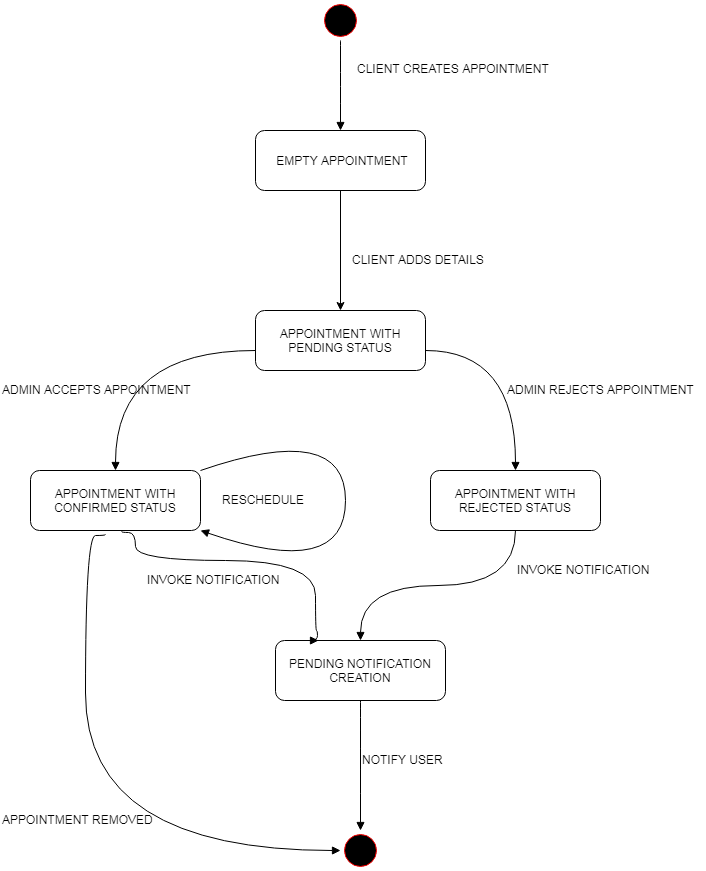 CLIENT CREATES APPOINTMENT
EMPTY APPOINTMENT
CLIENT ADDS DETAILS
APPOINTMENT WITH
PENDING STATUS
ADMIN ACCEPTS APPOINTMENT
ADMIN REJECTS APPOINTMENT
APPOINTMENT WITH
CONFIRMED STATUS
RESCHEDULE
APPOINTMENT WITH
REJECTED STATUS
INVOKE NOTIFICATION
INVOKE NOTIFICATION
PENDING NOTIFICATION
CREATION
NOTIFY USER
APPOINTMENT REMOVED